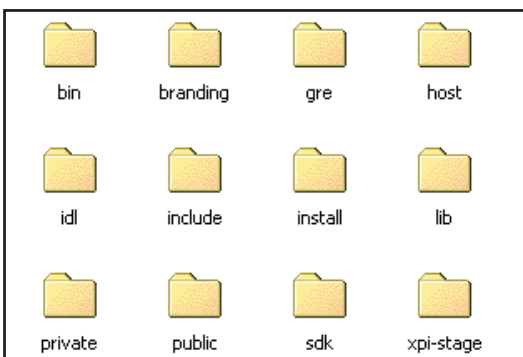 bin branding gre host
idl include install lib
private public sdk xpi-stage